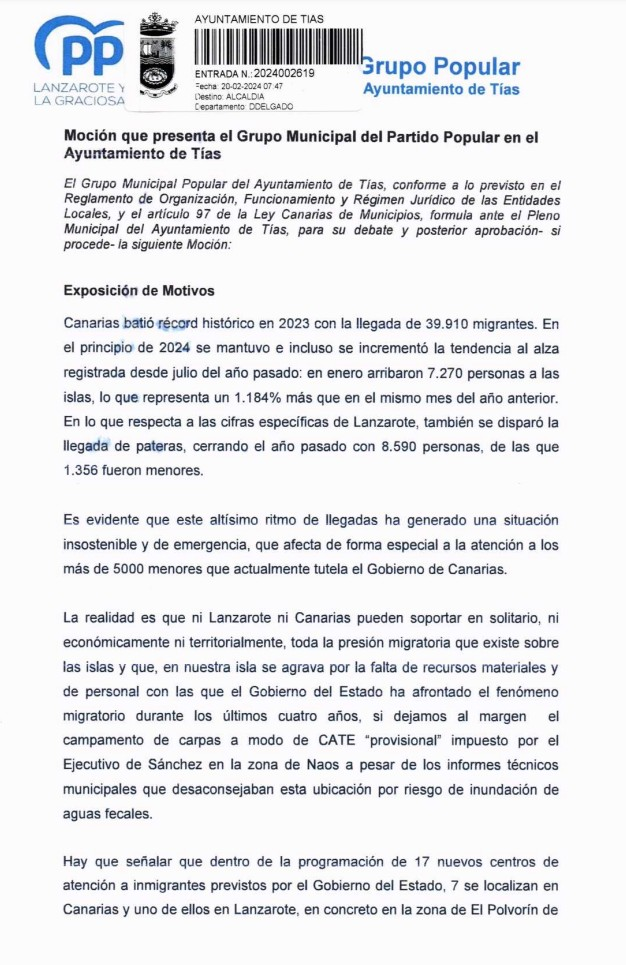 AYUNTAMIENTO DE TIAS
pp
LANZAROTE Y
LA GRACIOSA
ENTRADA N.: 2024002619
Fecha: 20-02-2024 07:47
Destino: ALCALDIA
Departamento: DDELGADO
Grupo Popular
Ayuntamiento de Tías
Moción que presenta el Grupo Municipal del Partido Popular en el
Ayuntamiento de Tías
El Grupo Municipal Popular del Ayuntamiento de Tías, conforme a lo previsto en el
Reglamento de Organización, Funcionamiento y Régimen Jurídico de las Entidades
Locales, y el artículo 97 de la Ley Canarias de Municipios, formula ante el Pleno
Municipal del Ayuntamiento de Tías, para su debate y posterior aprobación- si
procede- la siguiente Moción:
Exposición de Motivos
Canarias batió récord histórico en 2023 con la llegada de 39.910 migrantes. En
el principio de 2024 se mantuvo e incluso se incrementó la tendencia al alza
registrada desde julio del año pasado: en enero arribaron 7.270 personas a las
islas, lo que representa un 1.184% más que en el mismo mes del año anterior.
En lo que respecta a las cifras específicas de Lanzarote, también se disparó la
llegada de pateras, cerrando el año pasado con 8.590 personas, de las que
1.356 fueron menores.
Es evidente que este altísimo ritmo de llegadas ha generado una situación
insostenible y de emergencia, que afecta de forma especial a la atención a los
más de 5000 menores que actualmente tutela el Gobierno de Canarias.
La realidad es que ni Lanzarote ni Canarias pueden soportar en solitario, ni
económicamente ni territorialmente, toda la presión migratoria que existe sobre
las islas y que, en nuestra isla se agrava por la falta de recursos materiales y
de personal con las que el Gobierno del Estado ha afrontado el fenómeno
migratorio durante los últimos cuatro años, si dejamos al margen el
campamento de carpas a modo de CATE “provisional” impuesto por el
Ejecutivo de Sánchez en la zona de Naos a pesar de los informes técnicos
municipales que desaconsejaban esta ubicación por riesgo de inundación de
aguas fecales.
Hay que señalar que dentro de la programación de 17 nuevos centros de
atención a inmigrantes previstos por el Gobierno del Estado, 7 se localizan en
Canarias y uno de ellos en Lanzarote, en concreto en la zona de El Polvorín de